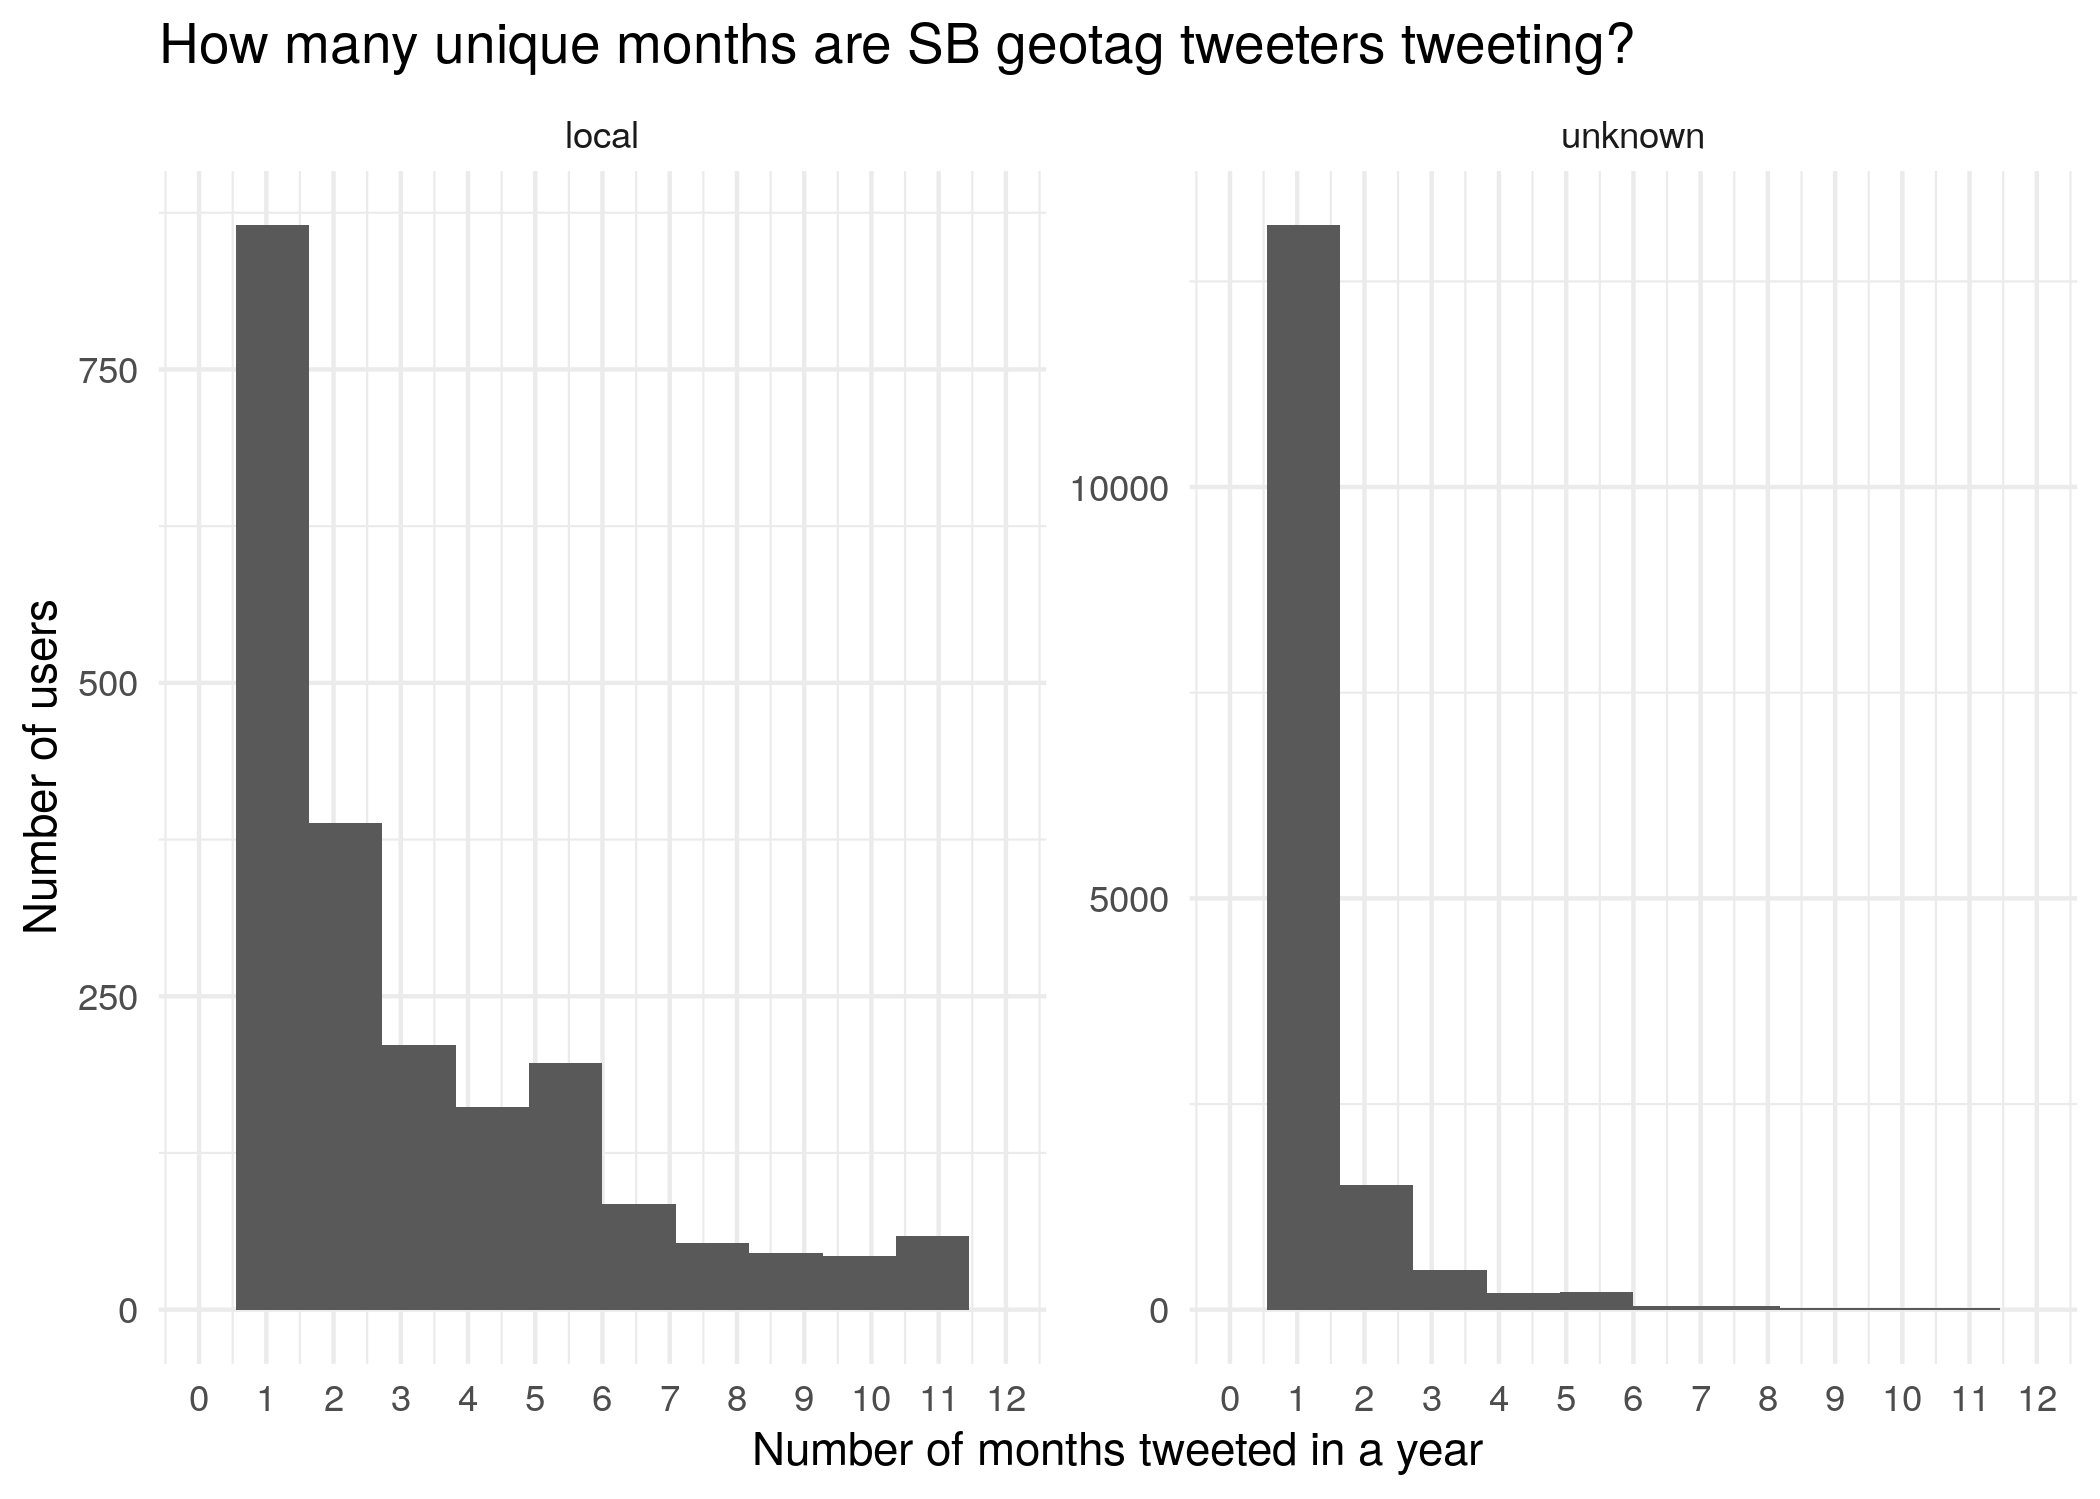 How many unique months are SB geotag tweeters tweeting?
local
unknown
Number of users
750
500
250
0
10000
5000
0
0 1 2 3 4 5 6 7 8 9 10 11 12
0 1 2 3 4 5 6 7 8 9 10 11 12
Number of months tweeted in a year